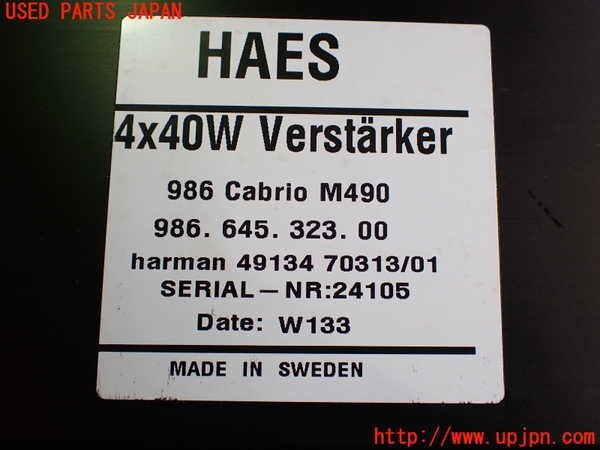 USED PARTS JAPAN
HAES
4x40W Verstärker
986 Cabrio M490
986. 645. 323. 00
harman 49134 70313/01
SERIAL—NR:24105
Date: W133
MADE IN SWEDEN
http://www.upjpn.com/